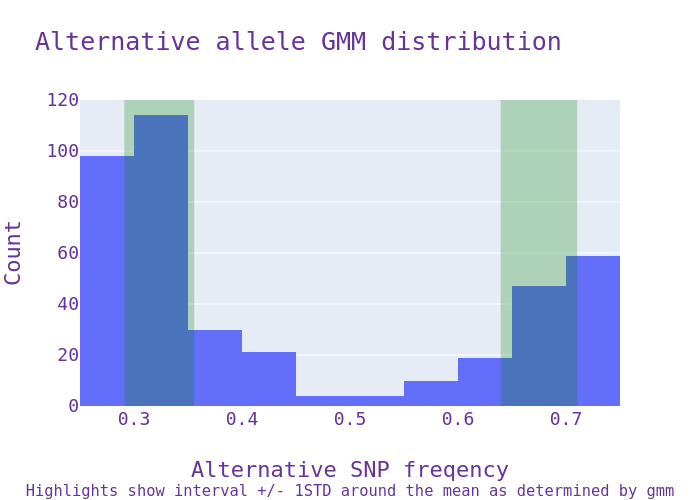 Alternative allele GMM distribution
120
100
80
60
40
20
0
Count
0.3 0.4 0.5 0.6 0.7
Alternative SNP freqency
Highlights show interval +/- 1STD around the mean as determined by gmm